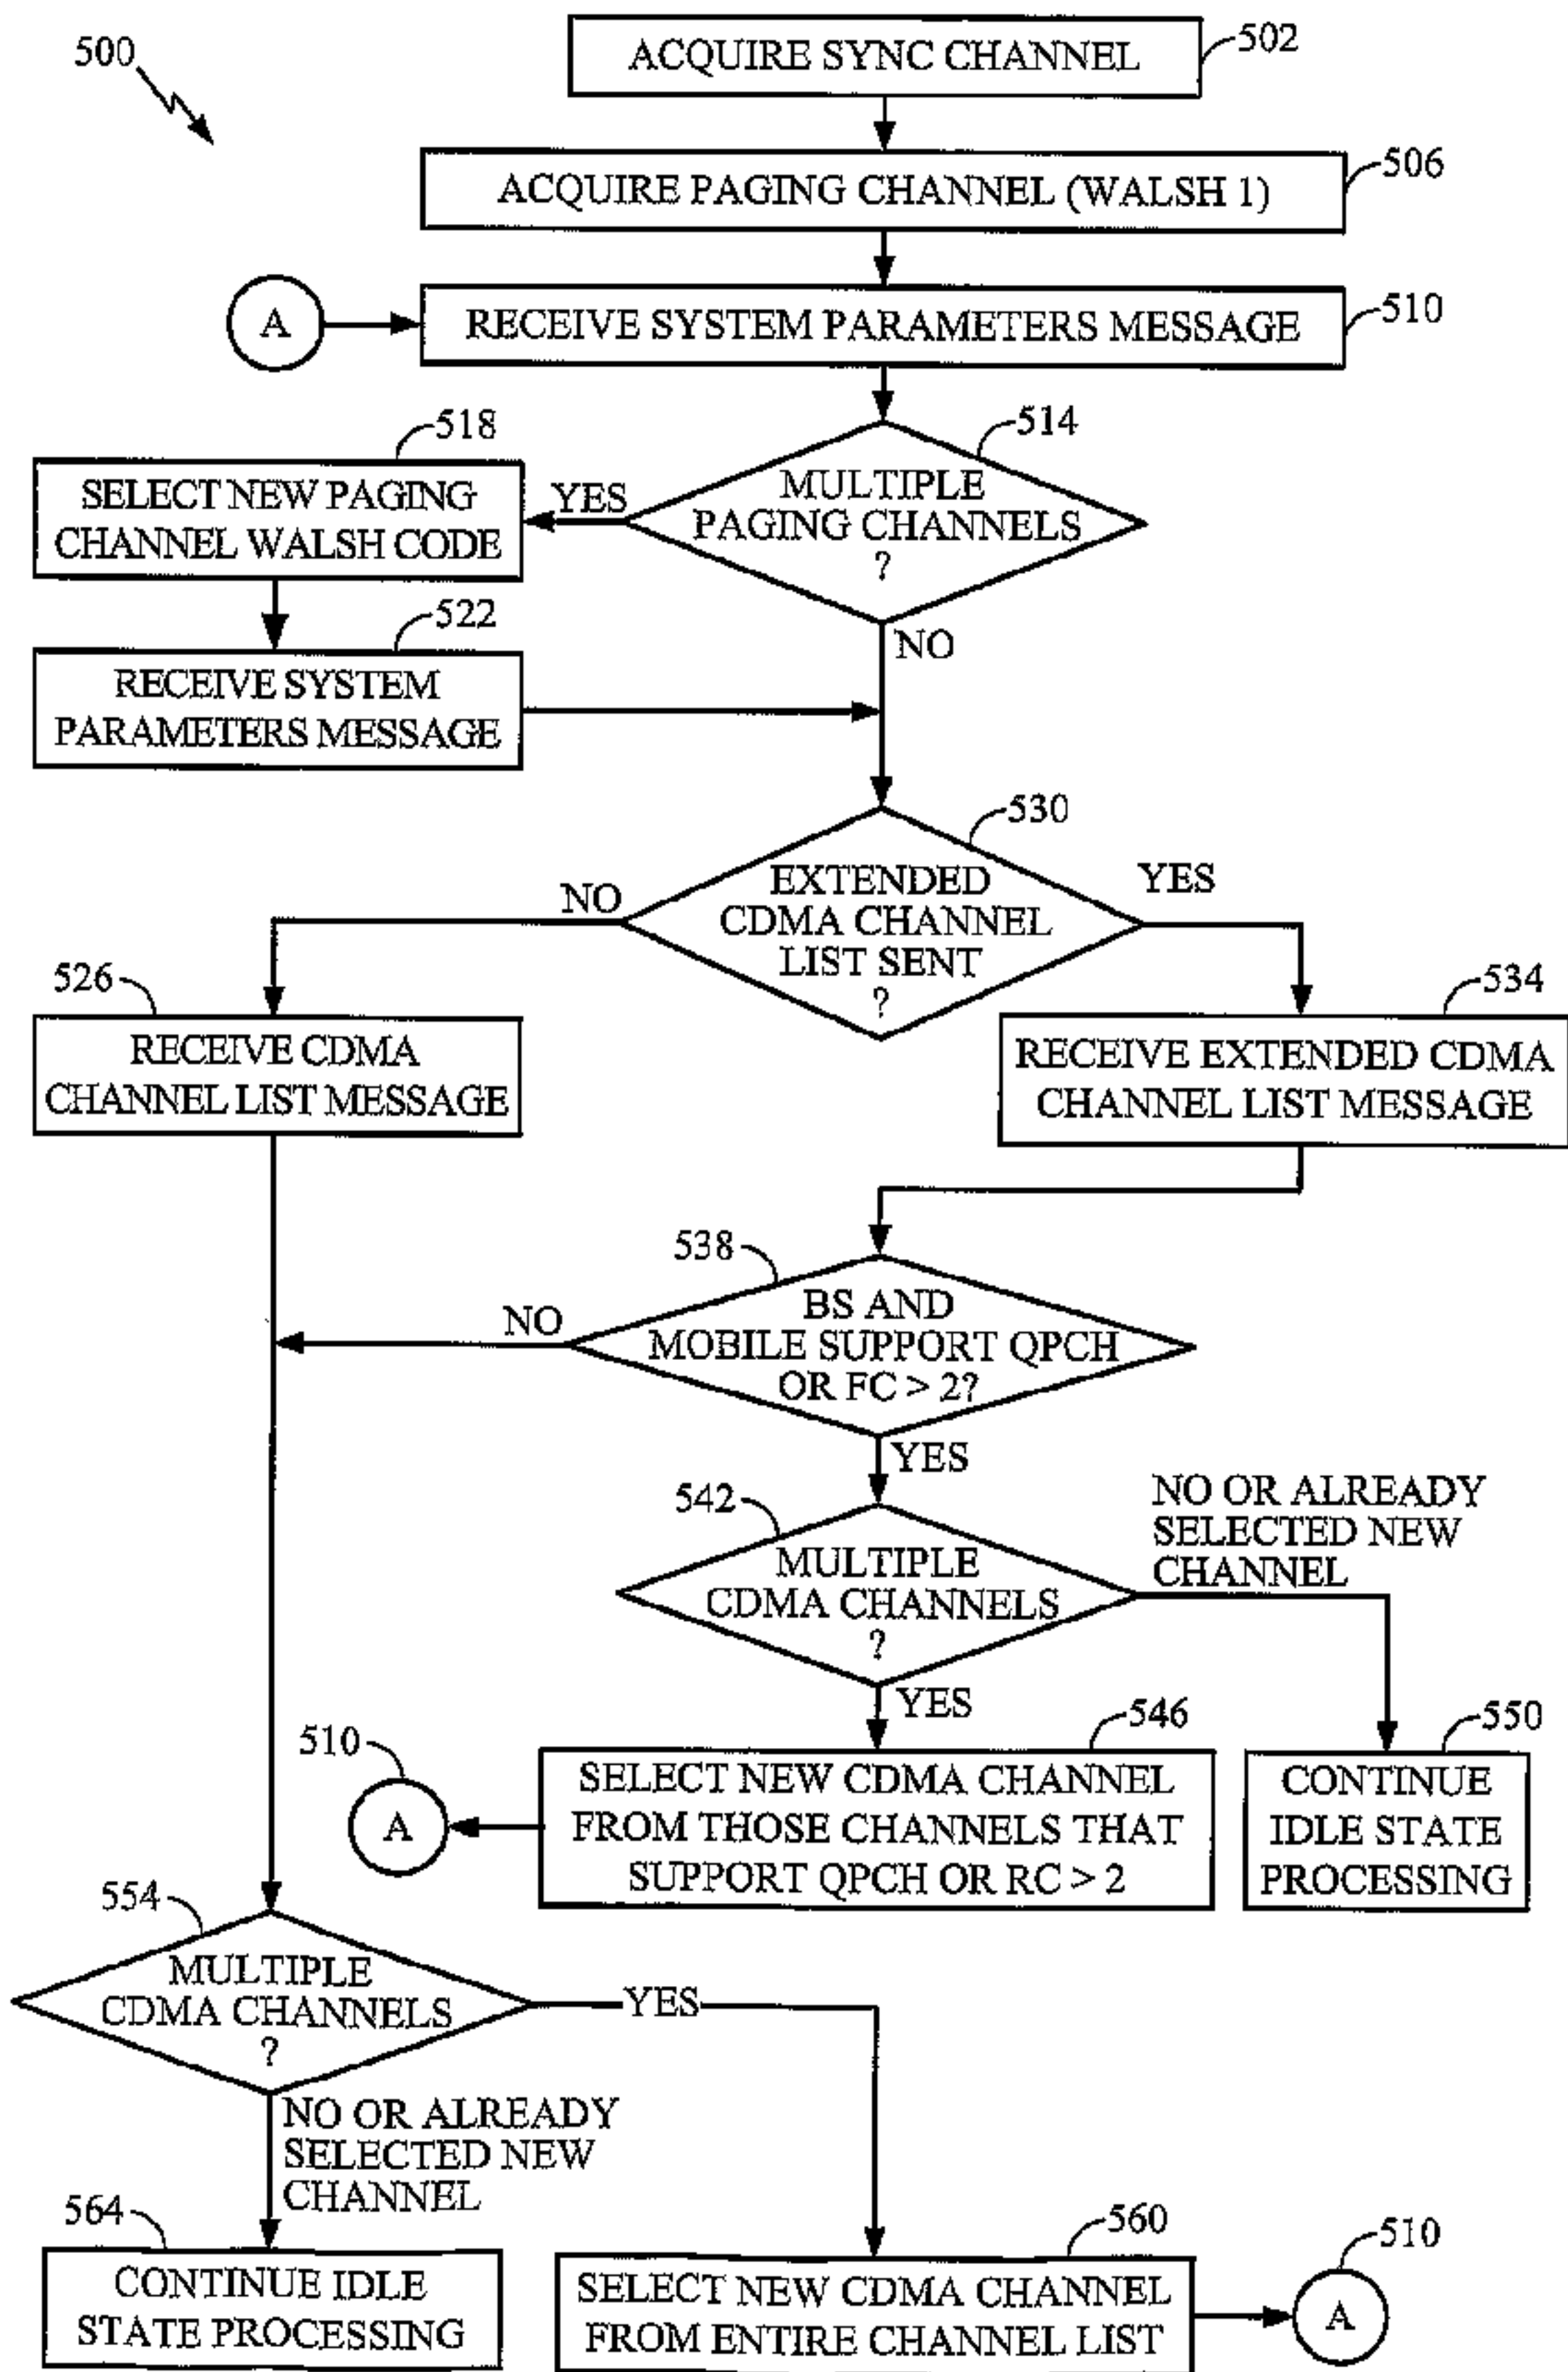 500
ACQUIRE SYNC CHANNEL
502
ACQUIRE PAGING CHANNEL (WALSH 1)
506
A
RECEIVE SYSTEM PARAMETERS MESSAGE
510
518
514
SELECT NEW PAGING
CHANNEL WALSH CODE
YES
MULTIPLE
PAGING CHANNELS
?
NO
522
RECEIVE SYSTEM
PARAMETERS MESSAGE
530
NO
EXTENDED
CDMA CHANNEL
LIST SENT
?
YES
526
RECEIVE CDMA
CHANNEL LIST MESSAGE
534
RECEIVE EXTENDED CDMA
CHANNEL LIST MESSAGE
538
NO
BS AND
MOBILE SUPPORT QPCH
OR FC > 2?
YES
542
MULTIPLE
CDMA CHANNELS
?
NO OR ALREADY
SELECTED NEW
CHANNEL
YES
510
A
546
SELECT NEW CDMA CHANNEL
FROM THOSE CHANNELS THAT
SUPPORT QPCH OR RC > 2
550
CONTINUE
IDLE STATE
PROCESSING
554
MULTIPLE
CDMA CHANNELS
?
YES
NO OR ALREADY
SELECTED NEW
CHANNEL
564
CONTINUE IDLE
STATE PROCESSING
560
SELECT NEW CDMA CHANNEL
FROM ENTIRE CHANNEL LIST
510
A